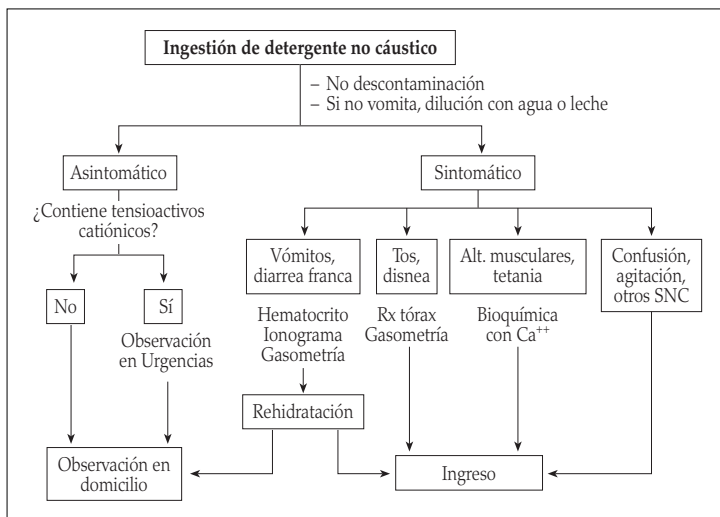 Ingestión de detergente no cáustico
– No descontaminación
– Si no vomita, dilución con agua o leche
Asintomático
Sintomático
¿Contiene tensioactivos
catiónicos?
Vómitos,
diarrea franca
Tos,
disnea
Alt. musculares,
tetania
Confusión,
agitación,
otros SNC
No
Sí
Observación
en Urgencias
Hematocrito
Ionograma
Gasometría
Rx tórax
Gasometría
Bioquímica
con Ca⁺⁺
Rehidratación
Observación en
domicilio
Ingreso